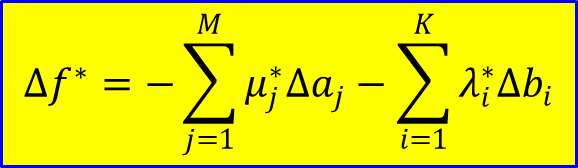 Δf* = − ∑_{j=1}^{M} μ_j^* Δa_j − ∑_{i=1}^{K} λ_i^* Δb_i